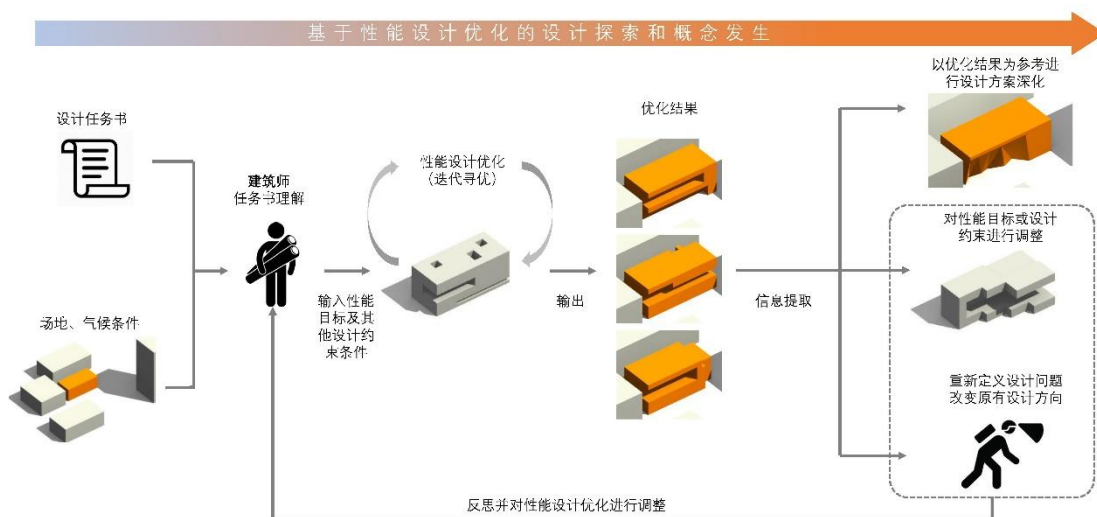 基于性能设计优化的设计探索和概念发生
设计任务书
场地、气候条件
建筑师
任务书理解
输入性能
目标及其
他设计约
束条件
性能设计优化
(迭代寻优)
输出
优化结果
信息提取
以优化结果为参考进
行设计方案深化
对性能目标或设计
约束进行调整
重新定义设计问题
改变原有设计方向
反思并对性能设计优化进行调整